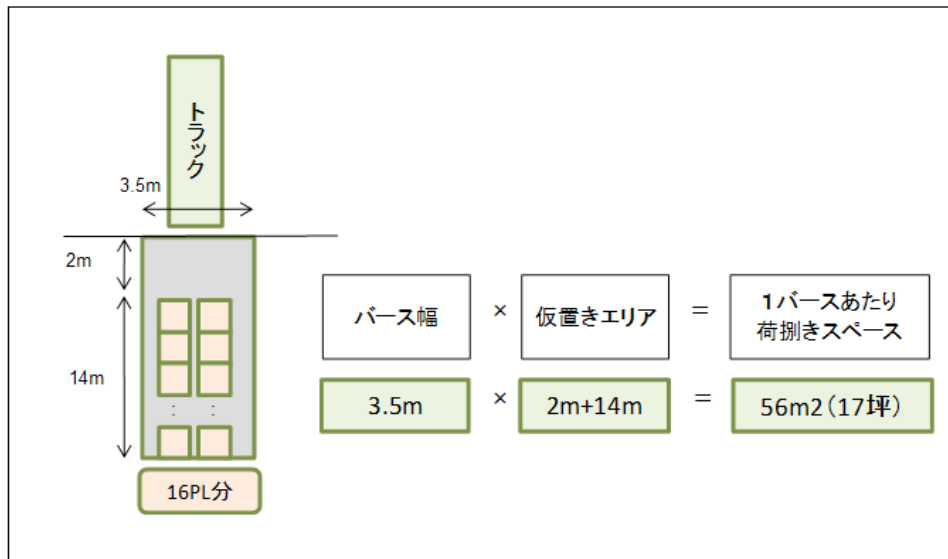 トラック
3.5m
2m
14m
:
:
16PL分
バース幅
×
仮置きエリア
=
１バースあたり
荷捌きスペース
3.5m
×
2m+14m
=
56m2（17坪）